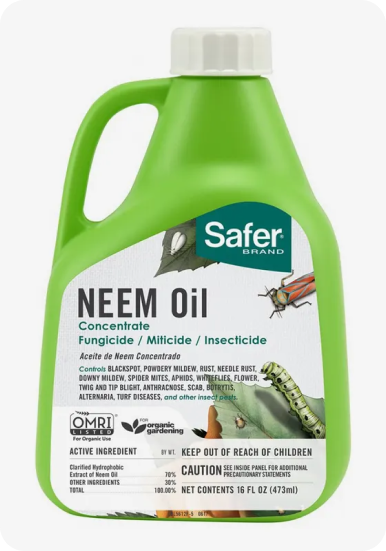 Safer®
BRAND
NEEM Oil
Concentrate
Fungicide / Miticide / Insecticide
Aceite de Neem Concentrado
Controls BLACKSPOT, POWDERY MILDEW, RUST, NEEDLE RUST,
DOWNY MILDEW, SPIDER MITES, APHIDS, WHITEFLIES, FLOWER,
TWIG AND TIP BLIGHT, ANTHRACNOSE, SCAB, BOTRYTIS,
ALTERNARIA, TURF DISEASES, and other insect pests.
OMRI
LISTED
For Organic Use
FOR
organic
gardening
ACTIVE INGREDIENT BY WT.
Clarified Hydrophobic
Extract of Neem Oil 70%
OTHER INGREDIENTS 30%
TOTAL 100.00%
KEEP OUT OF REACH OF CHILDREN
CAUTION SEE INSIDE PANEL FOR ADDITIONAL
PRECAUTIONARY STATEMENTS
NET CONTENTS 16 FL OZ (473ml)